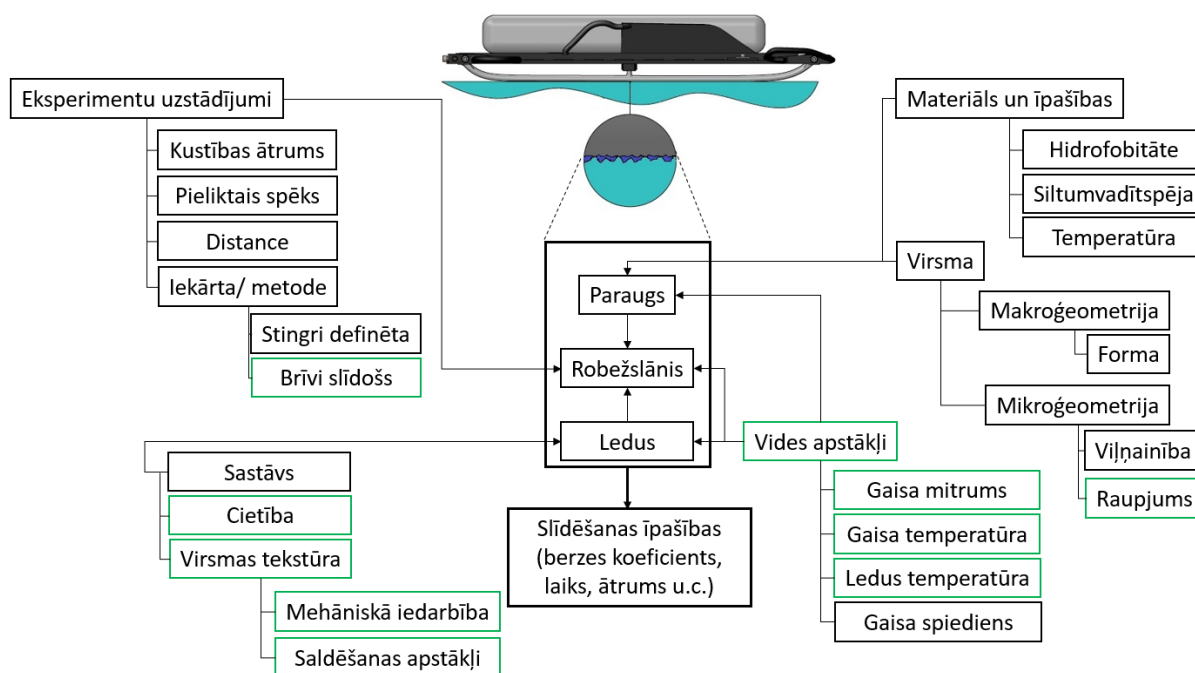 Eksperimentu uzstādījumi
Kustības ātrums
Pieliktais spēks
Distance
Iekārta/ metode
Stingri definēta
Brīvi slīdošs
Sastāvs
Cietība
Virsmas tekstūra
Mehāniskā iedarbība
Saldēšanas apstākļi
Paraugs
Robežslānis
Ledus
Slīdēšanas īpašības
(berzes koeficients,
laiks, ātrums u.c.)
Materiāls un īpašības
Hidrofobitāte
Siltumvadītspēja
Temperatūra
Virsma
Makroģeometrija
Forma
Mikroģeometrija
Viļņainība
Raupjums
Vides apstākļi
Gaisa mitrums
Gaisa temperatūra
Ledus temperatūra
Gaisa spiediens